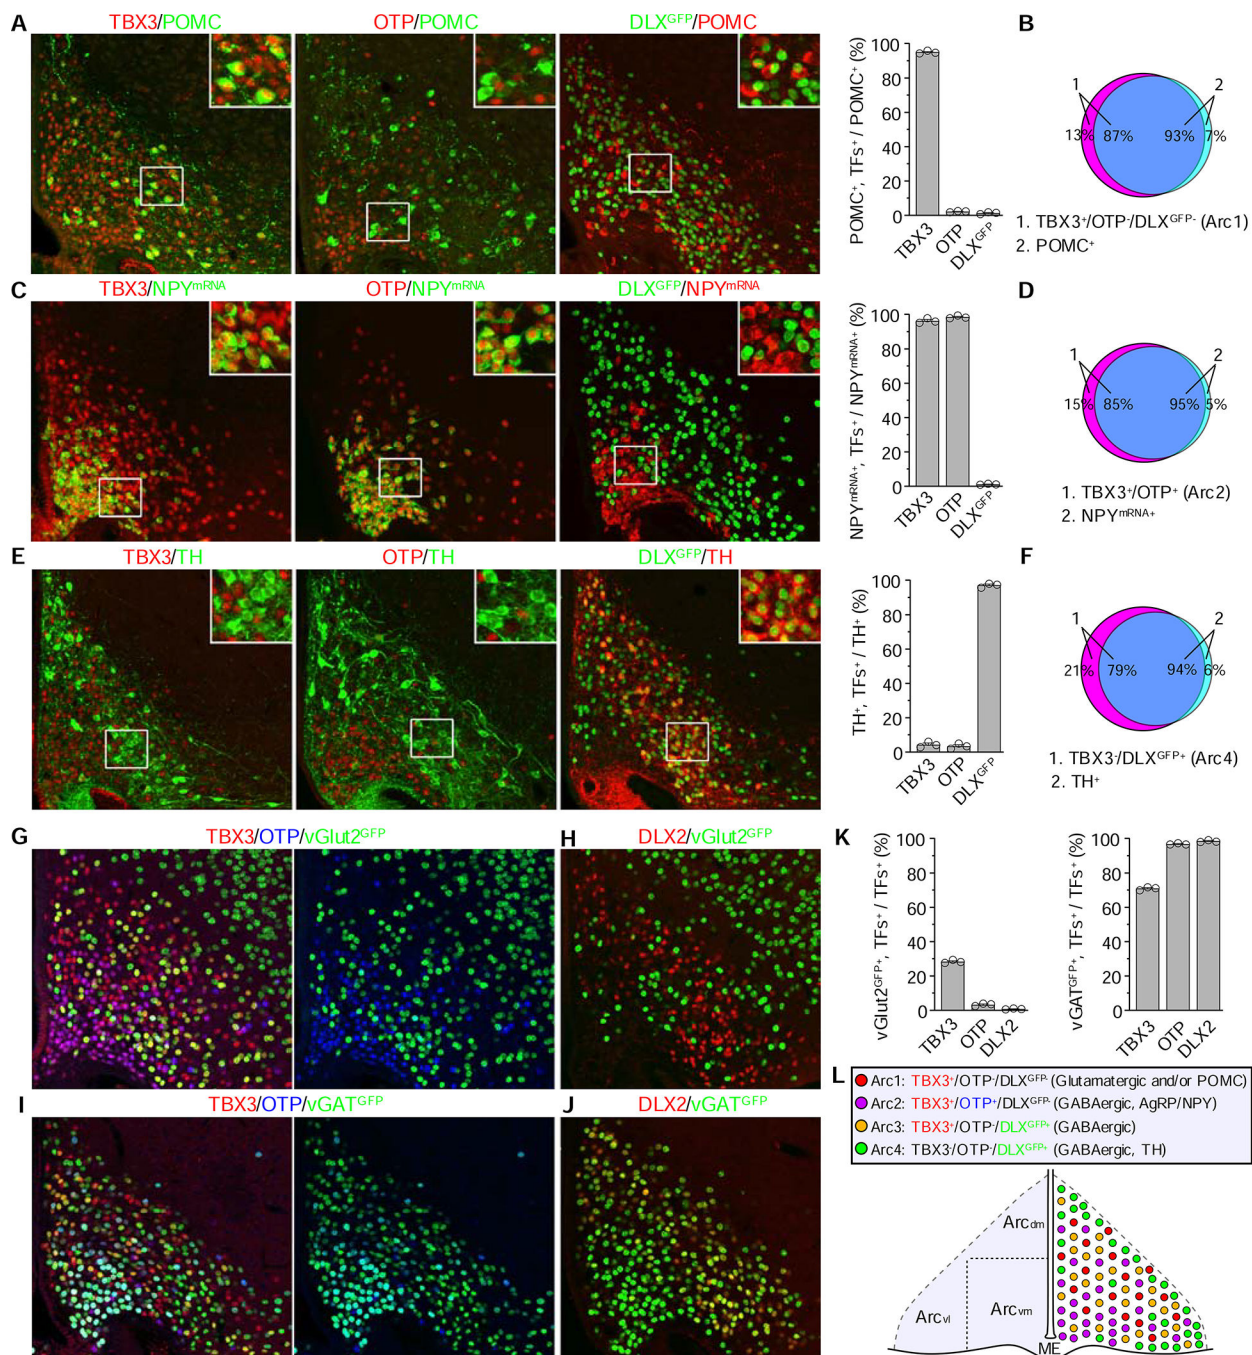 A
TBX3/POMC
OTP/POMC
DLXᴳᶠᴾ/POMC
POMC⁺, TFs⁺ / POMC⁺ (%)
100
80
60
40
20
0
TBX3
OTP
DLXᴳᶠᴾ
B
1
2
13%
87%
93%
7%
1. TBX3⁺/OTP⁻/DLXᴳᶠᴾ⁻ (Arc1)
2. POMC⁺
C
TBX3/NPYᵐᴿᴺᴬ
OTP/NPYᵐᴿᴺᴬ
DLXᴳᶠᴾ/NPYᵐᴿᴺᴬ
NPYᵐᴿᴺᴬ⁺, TFs⁺ / NPYᵐᴿᴺᴬ⁺ (%)
100
80
60
40
20
0
TBX3
OTP
DLXᴳᶠᴾ
D
1
2
15%
85%
95%
5%
1. TBX3⁺/OTP⁺ (Arc2)
2. NPYᵐᴿᴺᴬ⁺
E
TBX3/TH
OTP/TH
DLXᴳᶠᴾ/TH
TH⁺, TFs⁺ / TH⁺ (%)
100
80
60
40
20
0
TBX3
OTP
DLXᴳᶠᴾ
F
1
2
21%
79%
94%
6%
1. TBX3⁻/DLXᴳᶠᴾ⁺ (Arc4)
2. TH⁺
G
TBX3/OTP/vGlut2ᴳᶠᴾ
H
DLX2/vGlut2ᴳᶠᴾ
I
TBX3/OTP/vGATᴳᶠᴾ
J
DLX2/vGATᴳᶠᴾ
K
vGlut2ᴳᶠᴾ⁺, TFs⁺ / TFs⁺ (%)
100
80
60
40
20
0
TBX3
OTP
DLX2
vGATᴳᶠᴾ⁺, TFs⁺ / TFs⁺ (%)
100
80
60
40
20
0
TBX3
OTP
DLX2
L
Arc1: TBX3⁺/OTP⁻/DLXᴳᶠᴾ⁻ (Glutamatergic and/or POMC)
Arc2: TBX3⁺/OTP⁺/DLXᴳᶠᴾ⁻ (GABAergic, AgRP/NPY)
Arc3: TBX3⁺/OTP⁻/DLXᴳᶠᴾ⁺ (GABAergic)
Arc4: TBX3⁻/OTP⁻/DLXᴳᶠᴾ⁺ (GABAergic, TH)
Arc dm
Arc vl
Arc vm
ME